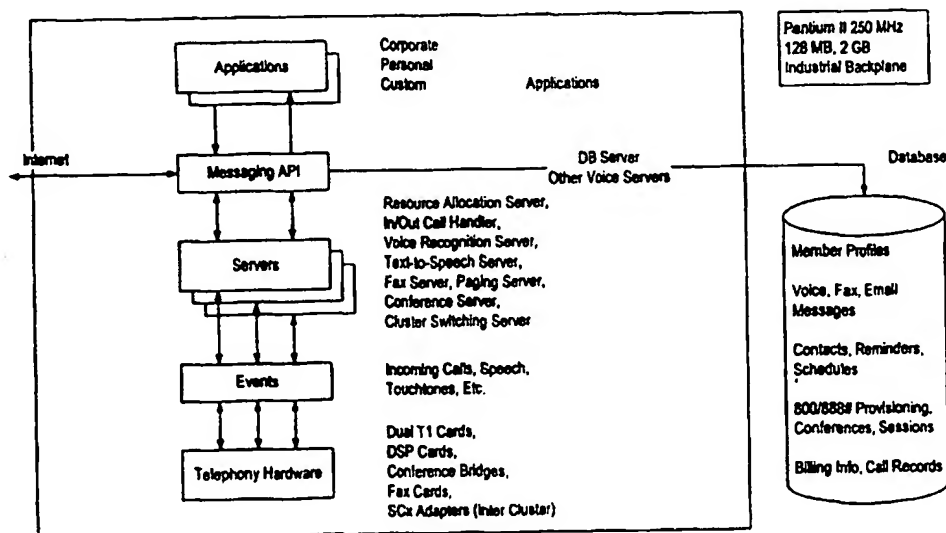 Applications
Corporate
Personal
Custom
Applications
Pentium II 250 MHz
128 MB, 2 GB
Industrial Backplane
Internet
Messaging API
DB Server
Other Voice Servers
Database
Resource Allocation Server,
In/Out Call Handler,
Voice Recognition Server,
Text-to-Speech Server,
Fax Server, Paging Server,
Conference Server,
Cluster Switching Server
Servers
Member Profiles
Voice, Fax, Email
Messages
Contacts, Reminders,
Schedules
800/888# Provisioning,
Conferences, Sessions
Billing Info, Call Records
Events
Incoming Calls, Speech,
Touchtones, Etc.
Telephony Hardware
Dual T1 Cards,
DSP Cards,
Conference Bridges,
Fax Cards,
SCx Adapters (Inter Cluster)